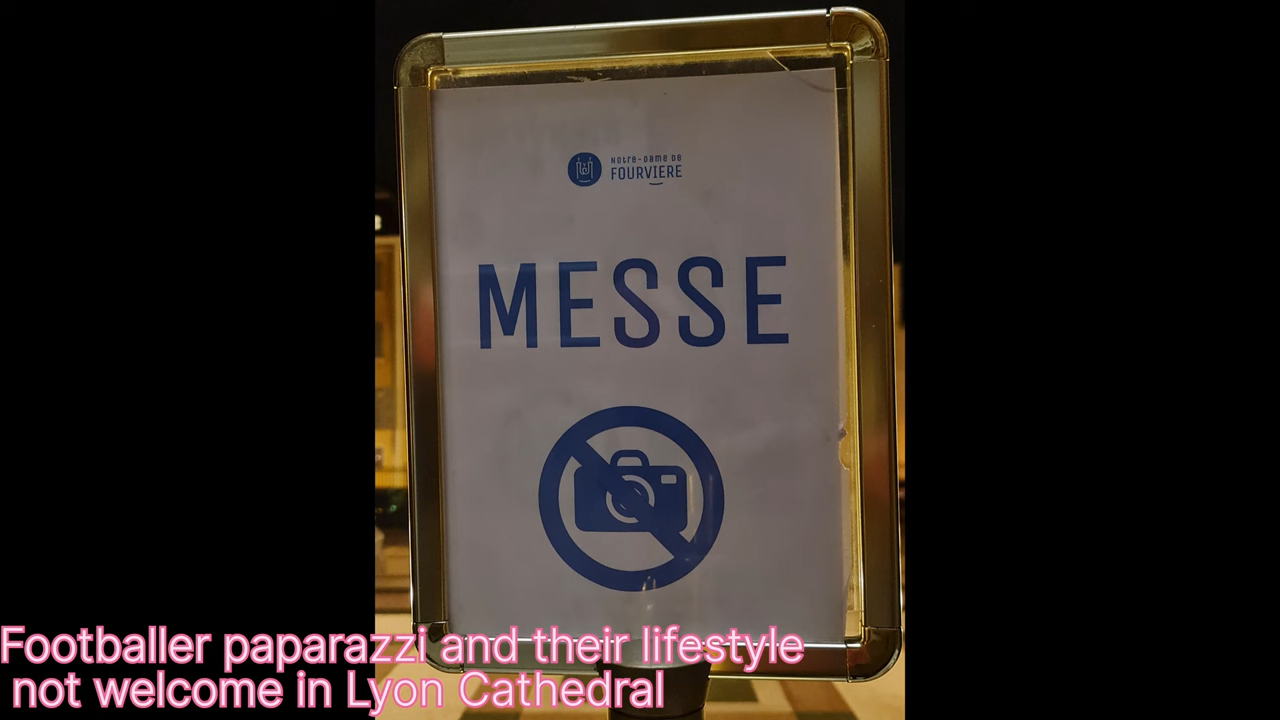 Notre-Dame de
FOURVIERE
MESSE
Footballer paparazzi and their lifestyle
not welcome in Lyon Cathedral